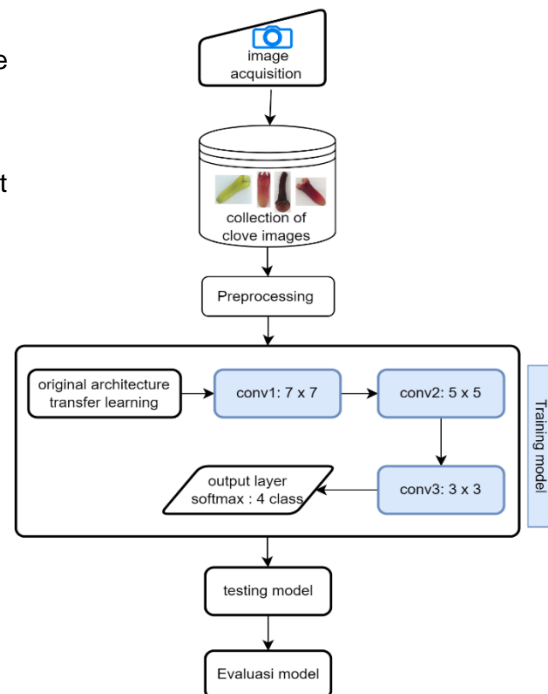 e
t
image
acquisition
collection of
clove images
Preprocessing
original architecture
transfer learning
conv1: 7 x 7
conv2: 5 x 5
output layer
softmax : 4 class
conv3: 3 x 3
Training model
testing model
Evaluasi model